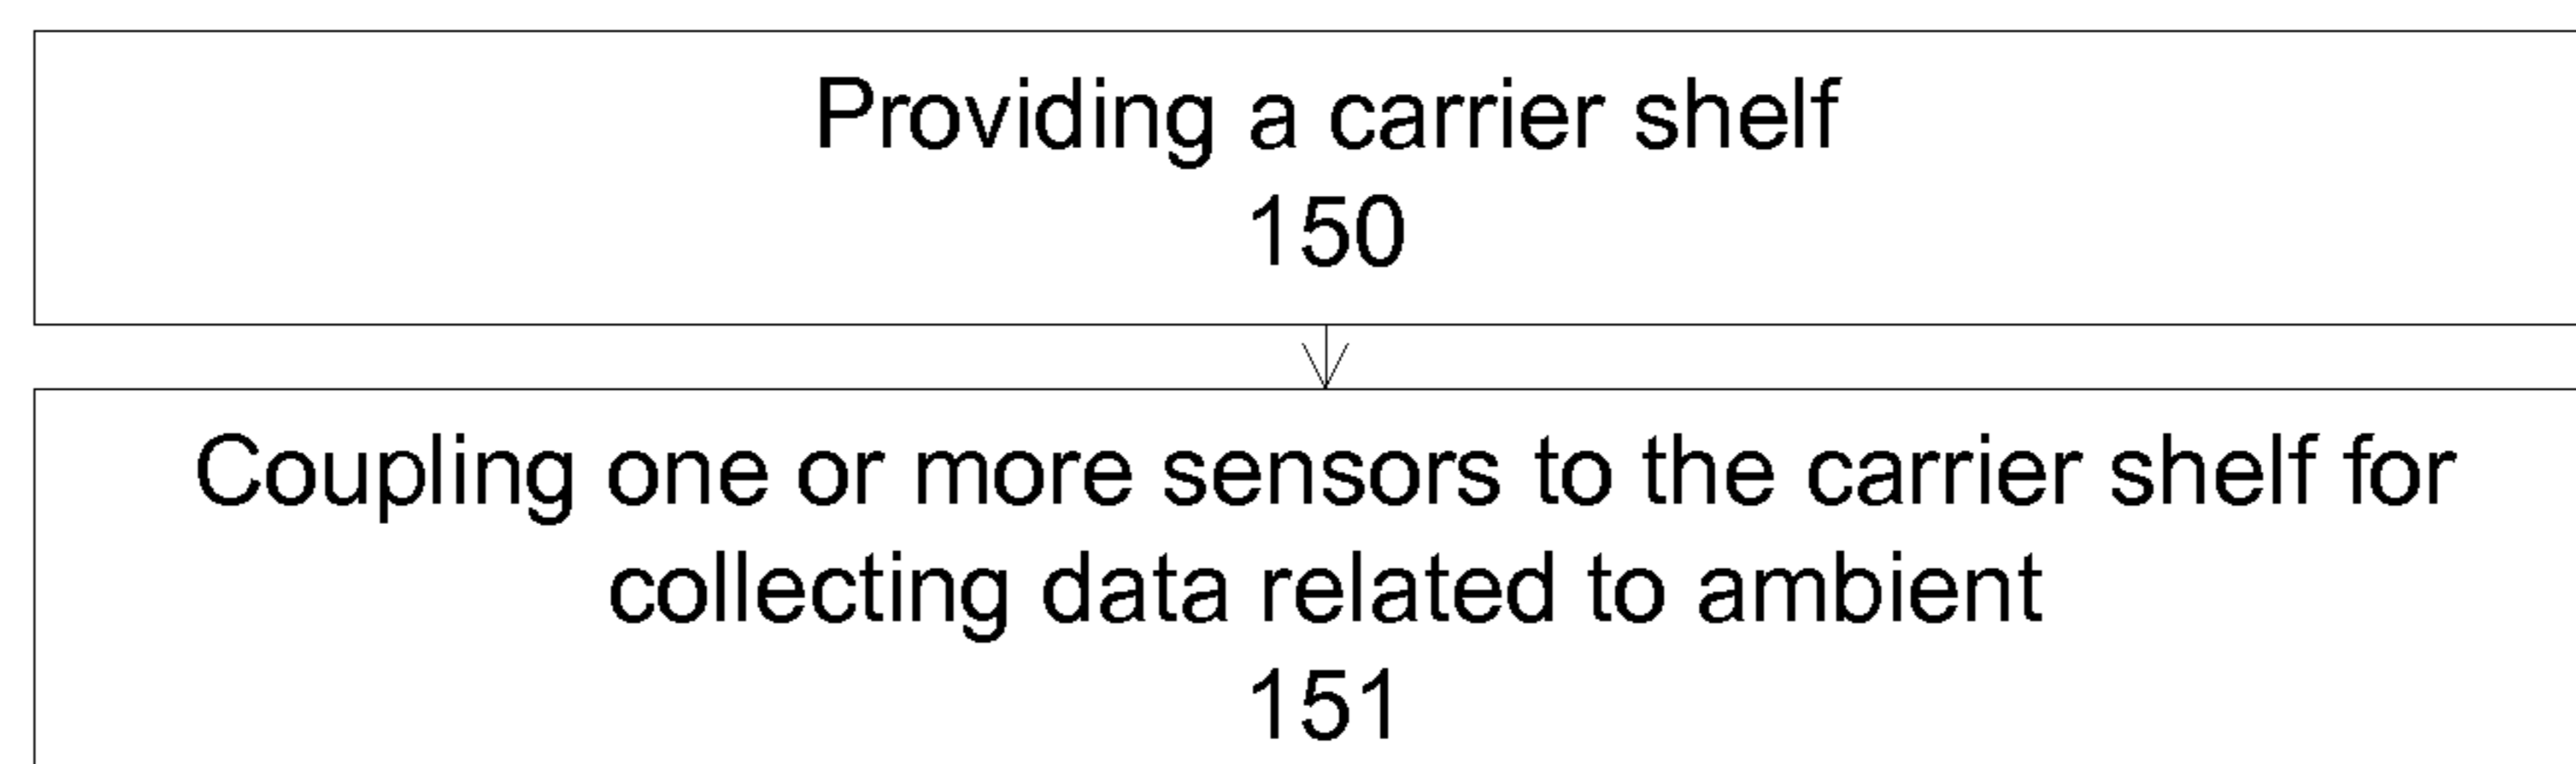 Providing a carrier shelf
150
Coupling one or more sensors to the carrier shelf for
collecting data related to ambient
151